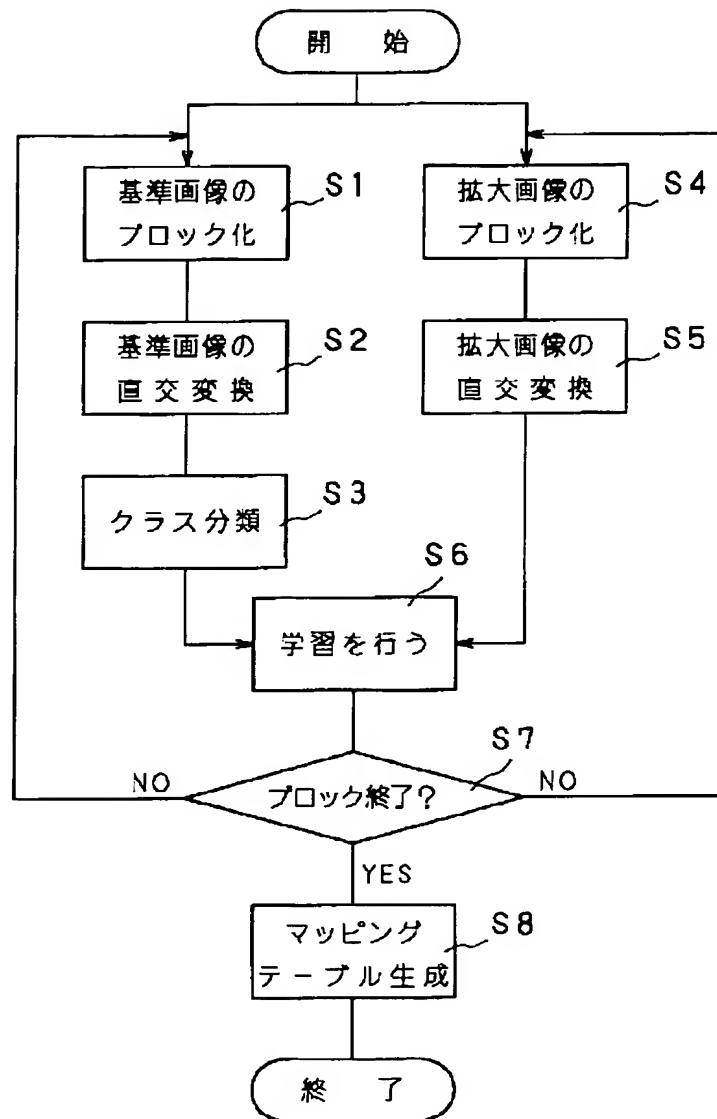 開 始
基準画像の
ブロック化
S1
拡大画像の
ブロック化
S4
基準画像の
直交変換
S2
拡大画像の
直交変換
S5
クラス分類
S3
S6
学習を行う
S7
NO
ブロック終了?
NO
YES
マッピング
テーブル生成
S8
終 了